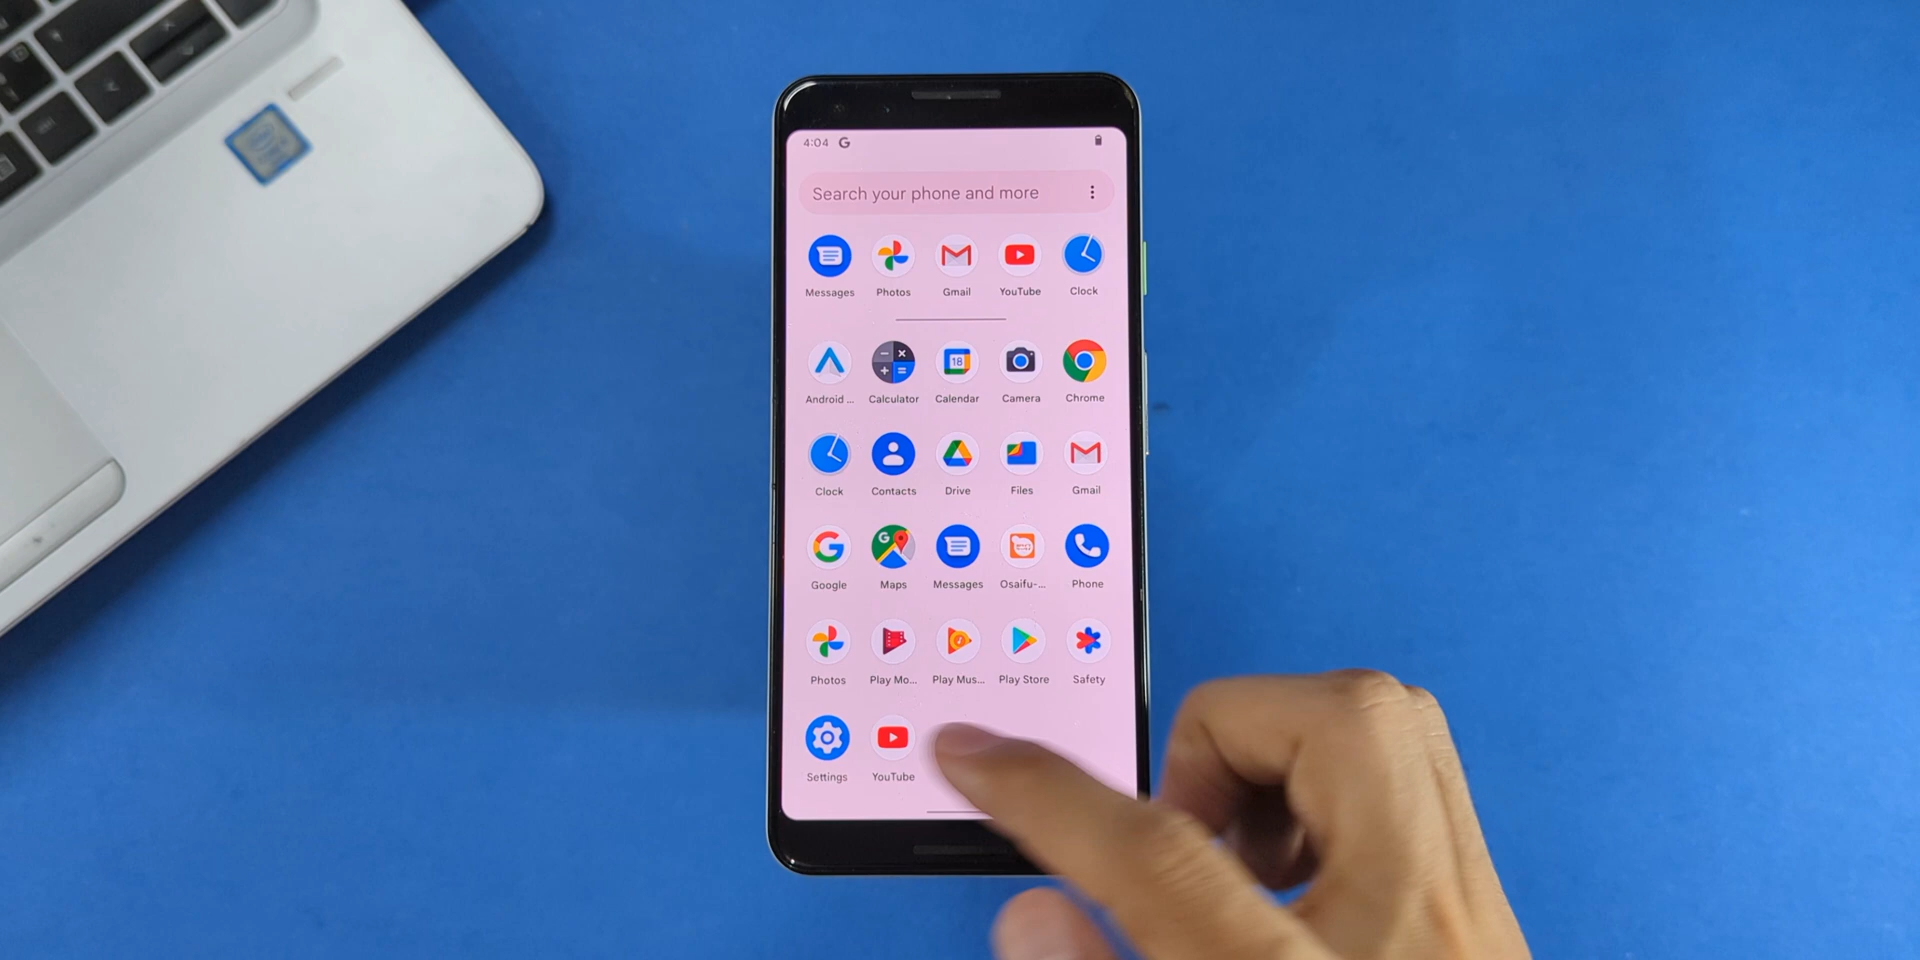 4:04 G
Search your phone and more
Messages Photos Gmail YouTube Clock
Android ... Calculator Calendar Camera Chrome
18
Clock Contacts Drive Files Gmail
Google Maps Messages Osaifu-... Phone
Photos Play Mo... Play Mus... Play Store Safety
Settings YouTube